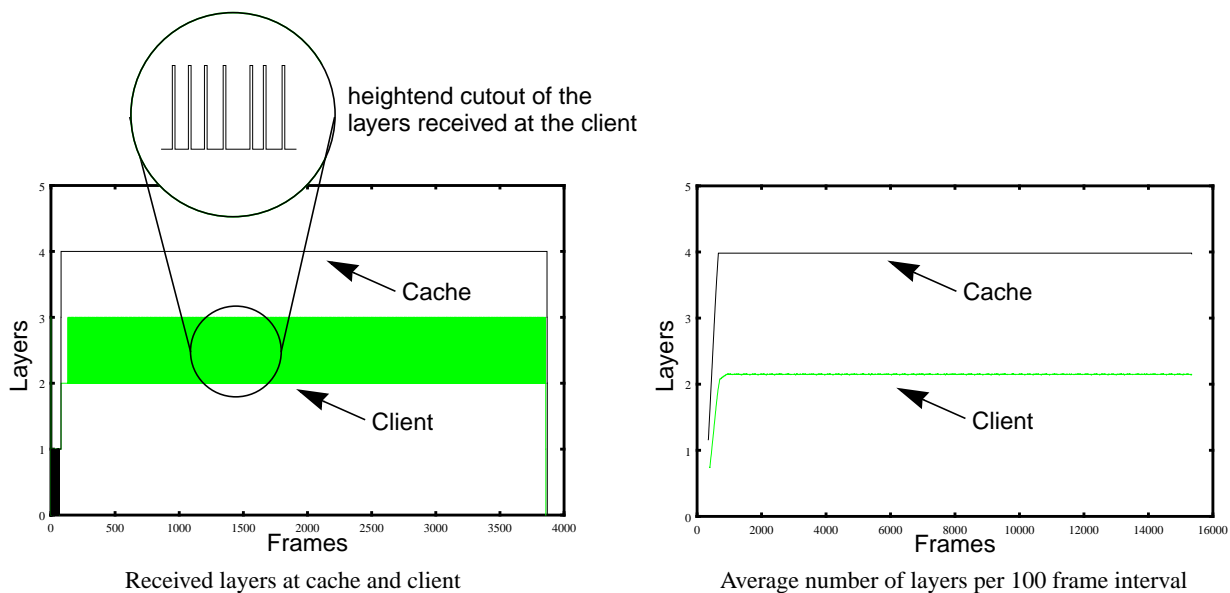 heightend cutout of the
layers received at the client
5
4
3
2
1
0
Layers
Cache
Client
0
500
1000
1500
2000
2500
3000
3500
4000
Frames
Received layers at cache and client
5
4
3
2
1
0
Layers
Cache
Client
0
2000
4000
6000
8000
10000
12000
14000
16000
Frames
Average number of layers per 100 frame interval